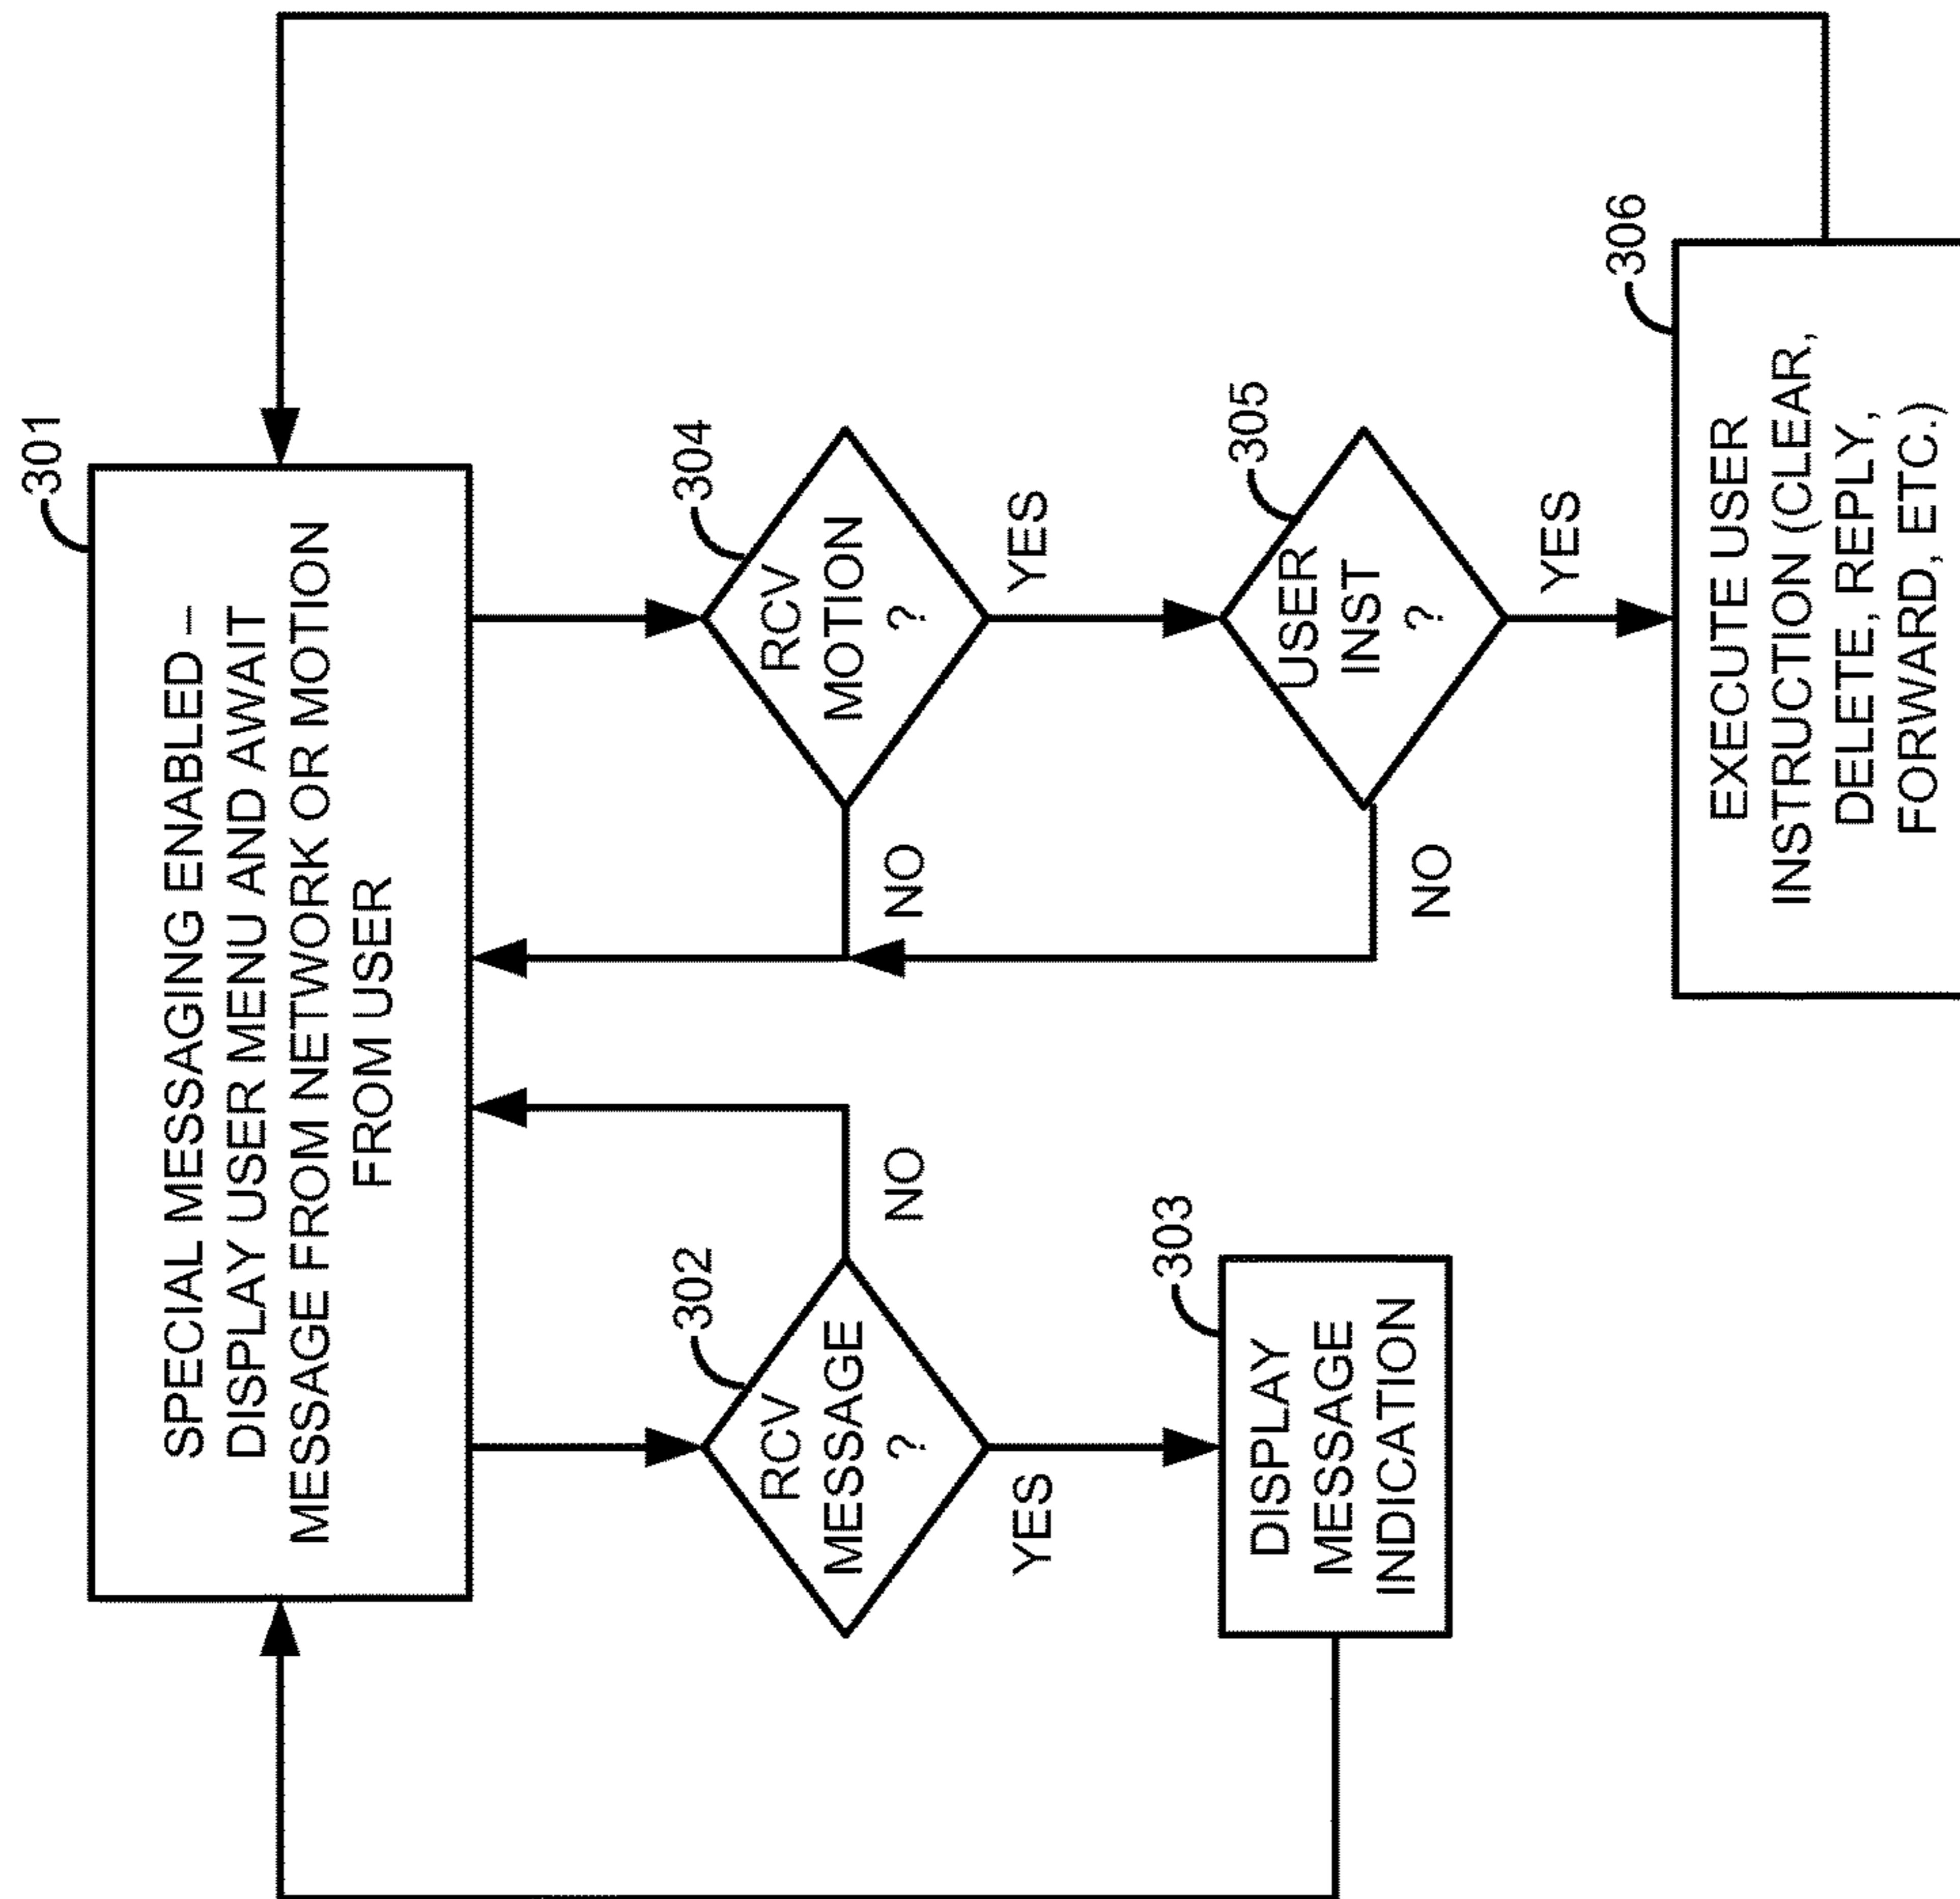 301
SPECIAL MESSAGING ENABLED –
DISPLAY USER MENU AND AWAIT
MESSAGE FROM NETWORK OR MOTION
FROM USER
302
RCV
MESSAGE
?
NO
YES
303
DISPLAY
MESSAGE
INDICATION
304
RCV
MOTION
?
NO
YES
305
USER
INST
?
NO
YES
306
EXECUTE USER
INSTRUCTION (CLEAR,
DELETE, REPLY,
FORWARD, ETC.)